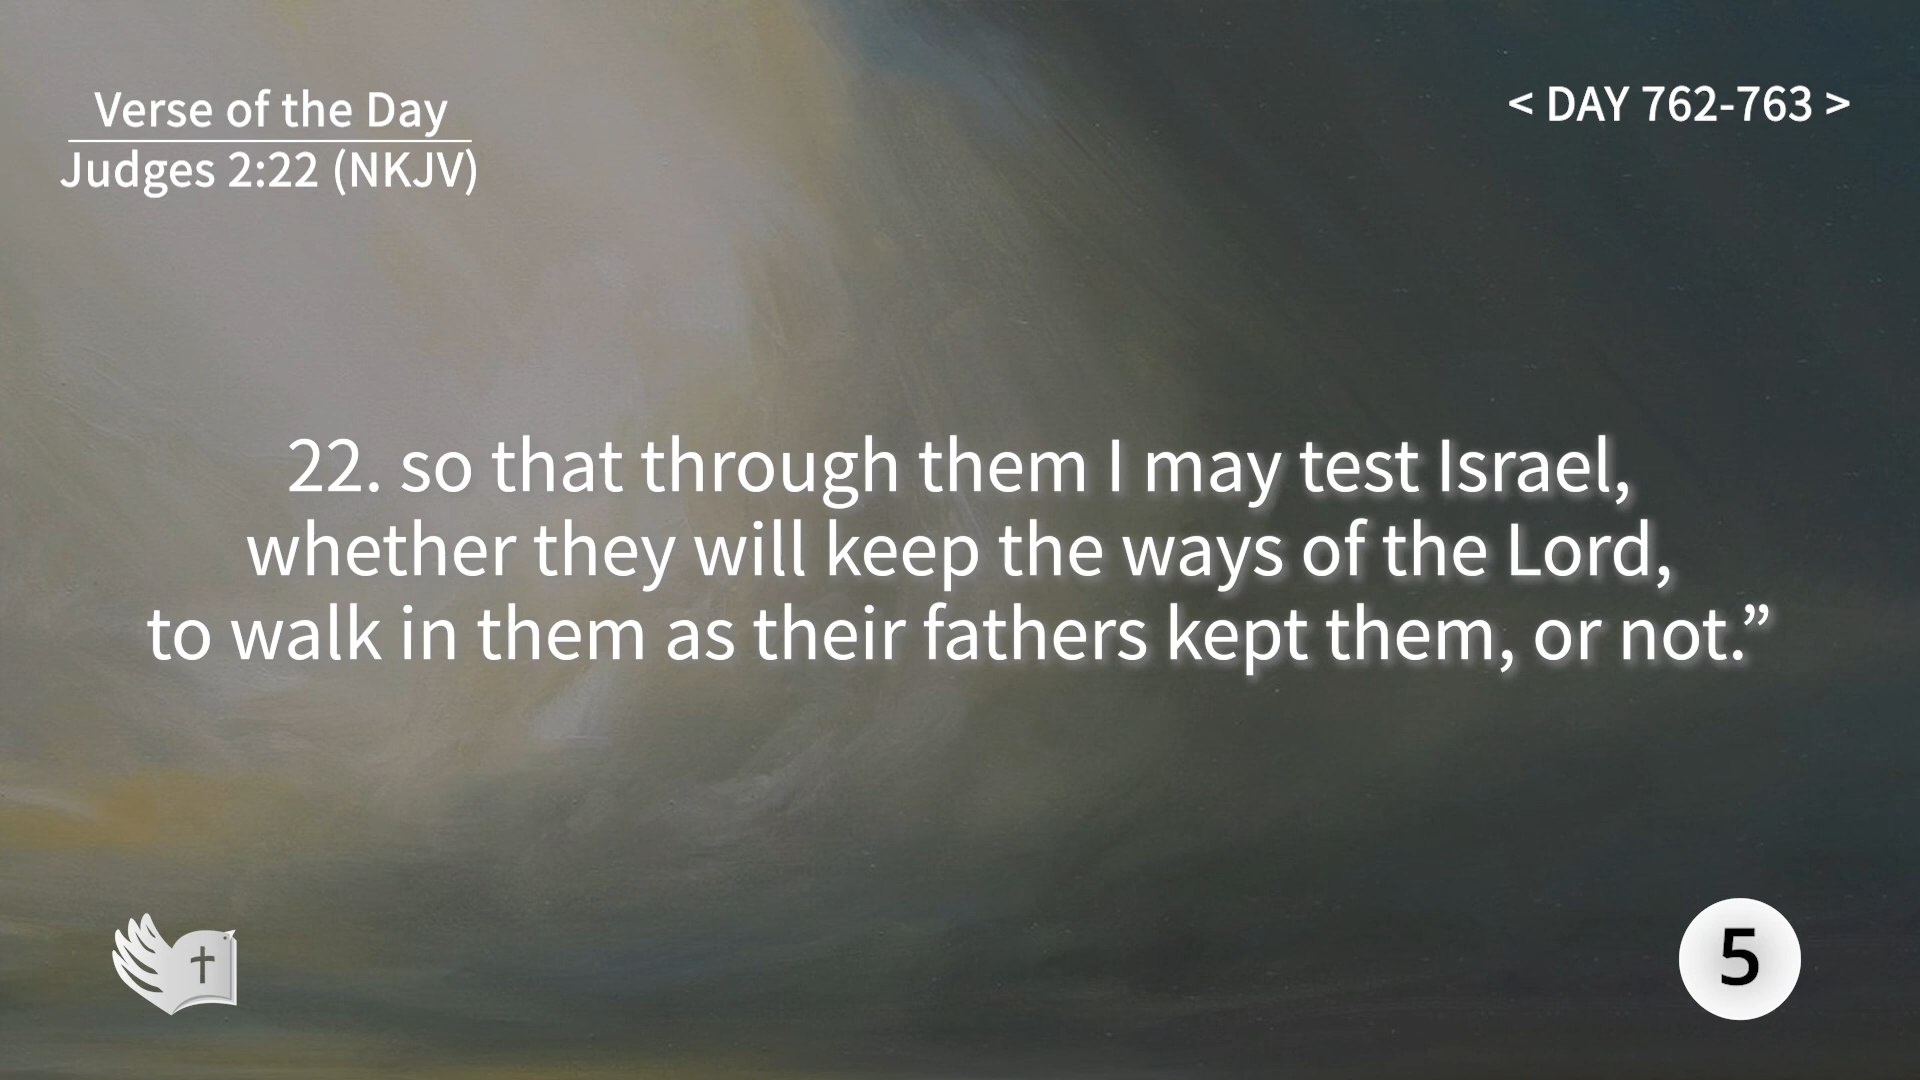 Verse of the Day
Judges 2:22 (NKJV)
< DAY 762-763 >
22. so that through them I may test Israel,
whether they will keep the ways of the Lord,
to walk in them as their fathers kept them, or not.”
5